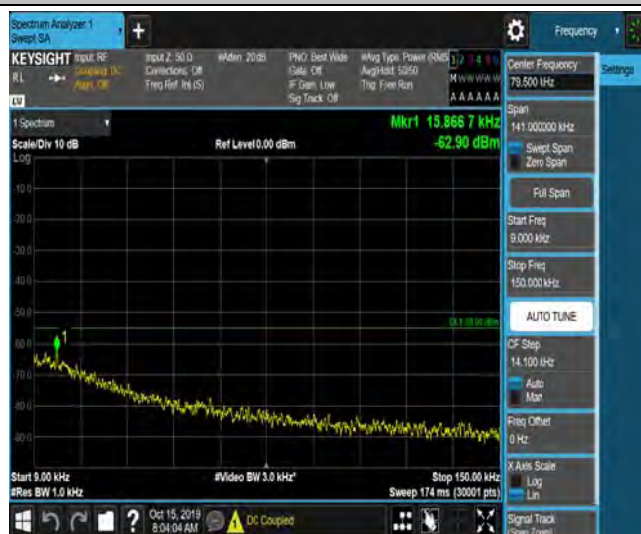 Spectrum Analyzer 1
Swept SA
+
Frequency
KEYSIGHT
Input: RF
Coupling: DC
Align: Off
Input Z: 50 Ω
Corrections: Off
Freq Ref: Int (S)
#Atten: 20dB
PNO: Best Wide
Gate: Off
IF Gain: Low
Sig Track: Off
#Avg Type: Power (RMS
Avg|Hold: 50/50
Trig: Free Run
M W W W W W
A A A A A A
RL
LV
1 Spectrum
Mkr1 15.866 7 kHz
-62.90 dBm
Scale/Div 10 dB
Ref Level 0.00 dBm
Log
1
Start 9.00 kHz
#Video BW 3.0 kHz*
Stop 150.00 kHz
#Res BW 1.0 kHz
Sweep 174 ms (30001 pts)
?
Oct 15, 2019
8:04:04 AM
DC Coupled
Center Frequency
79.500 kHz
Settings
Span
141.000000 kHz
Swept Span
Zero Span
Full Span
Start Freq
9.000 kHz
Stop Freq
150.000 kHz
AUTO TUNE
CF Step
14.100 kHz
Auto
Man
Freq Offset
0 Hz
X Axis Scale
Log
Lin
Signal Track
(Span Zoom)